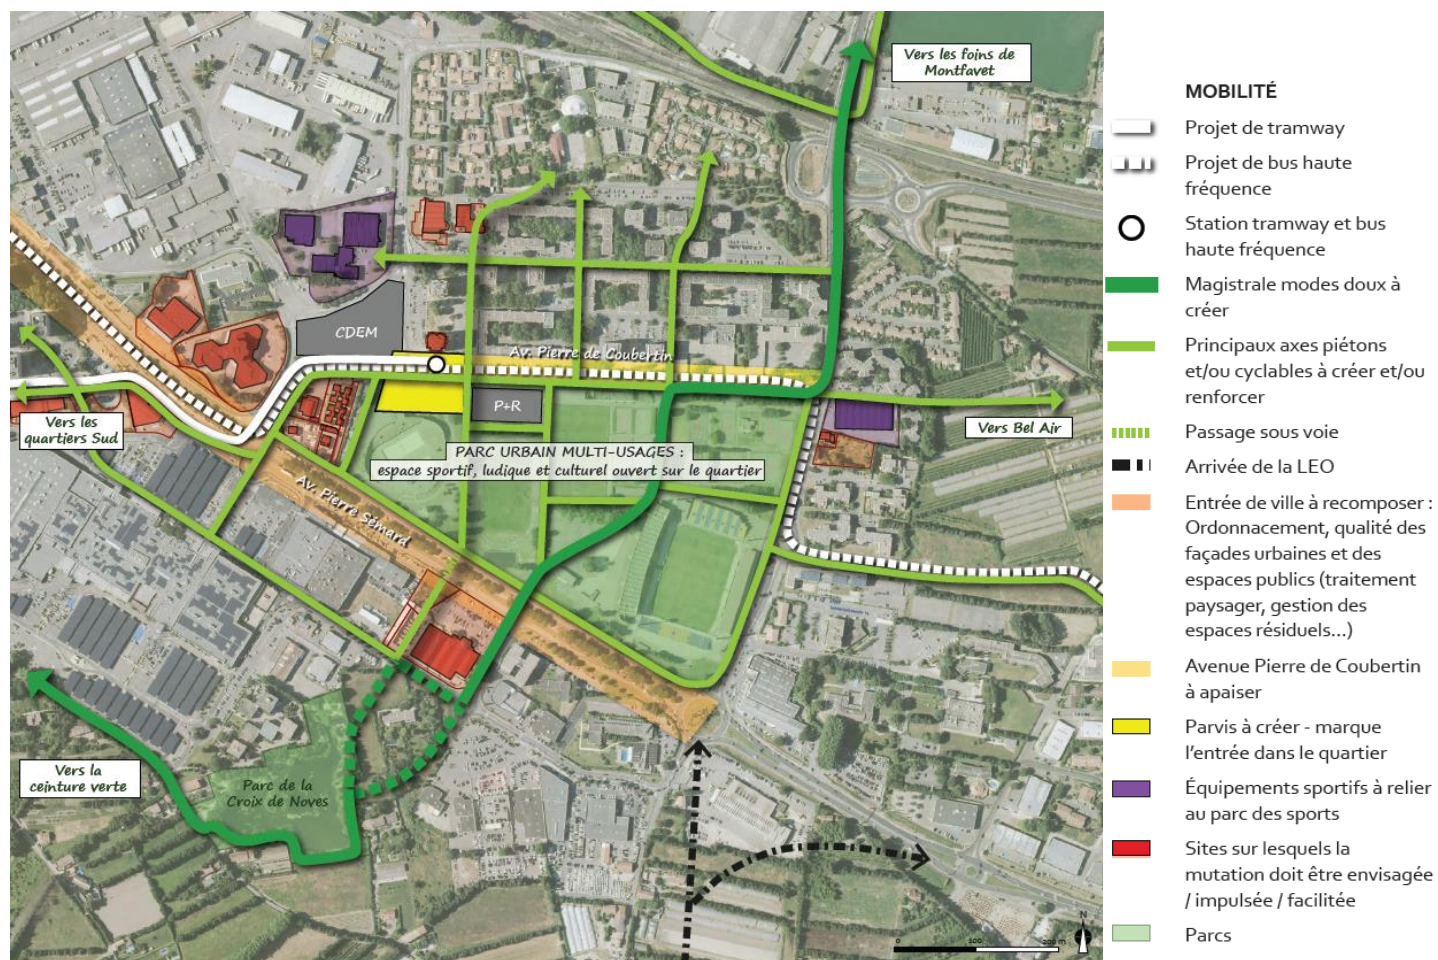 Vers les foins de
Montfavet
CDEM
Av. Pierre de Coubertin
P+R
Vers les
quartiers Sud
Vers Bel Air
PARC URBAIN MULTI-USAGES :
espace sportif, ludique et culturel ouvert sur le quartier
Av. Pierre Sémard
Vers la
ceinture verte
Parc de la
Croix de Noves
N
0 100 200 m
MOBILITÉ
Projet de tramway
Projet de bus haute
fréquence
Station tramway et bus
haute fréquence
Magistrale modes doux à
créer
Principaux axes piétons
et/ou cyclables à créer et/ou
renforcer
Passage sous voie
Arrivée de la LEO
Entrée de ville à recomposer :
Ordonnacement, qualité des
façades urbaines et des
espaces publics (traitement
paysager, gestion des
espaces résiduels...)
Avenue Pierre de Coubertin
à apaiser
Parvis à créer - marque
l'entrée dans le quartier
Équipements sportifs à relier
au parc des sports
Sites sur lesquels la
mutation doit être envisagée
/ impulsée / facilitée
Parcs